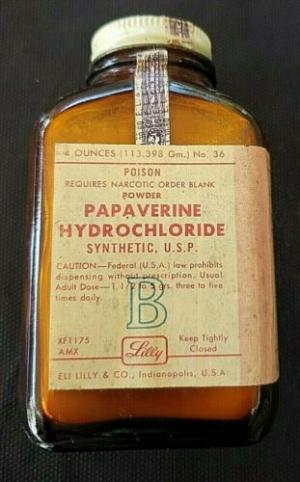 4 OUNCES (113.398 Gm.) No. 36
POISON
REQUIRES NARCOTIC ORDER BLANK
POWDER
PAPAVERINE
HYDROCHLORIDE
SYNTHETIC, U.S.P.
CAUTION—Federal (U.S.A.) law prohibits
dispensing without prescription. Usual
Adult Dose—1 1/2 to 5 grs. three to five
times daily.
B
XF1175
AMX
Lilly
Keep Tightly
Closed
ELI LILLY & CO., Indianapolis, U.S.A.